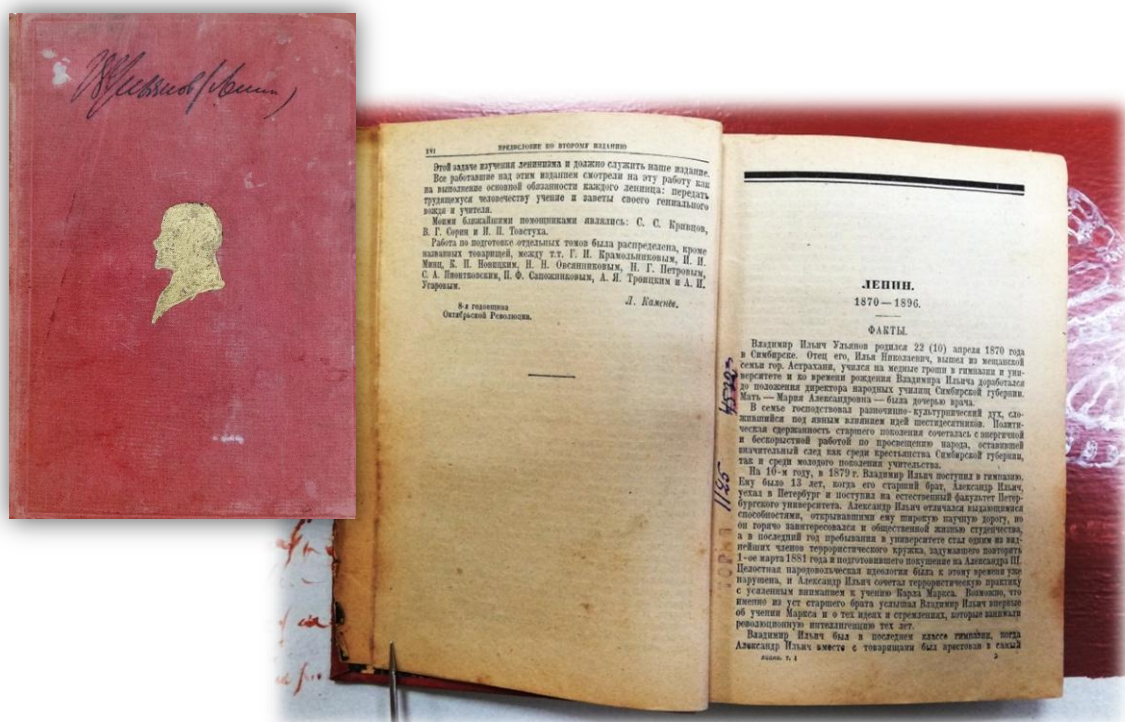 В Ульянов (Ленин)
XVI
ПРЕДИСЛОВИЕ КО ВТОРОМУ ИЗДАНИЮ
Этой задаче изучения ленинизма и должно служить наше издание.
Все работавшие над этим изданием смотрели на эту работу как
на выполнение основной обязанности каждого ленинца: передать
трудящемуся человечеству учение и заветы своего гениального
вождя и учителя.
Моими ближайшими помощниками являлись: С. С. Кривцов,
В. Г. Сорин и И. П. Товстуха.
Работа по подготовке отдельных томов была распределена, кроме
названных товарищей, между т.т. Г. И. Крамольниковым, И. И.
Минц, К. П. Новицким, Н. Н. Овсянниковым, Н. Г. Петровым,
С. А. Пионтковским, П. Ф. Сапожниковым, А. Я. Троицким и А. И.
Угаровым.
Л. Каменев.
8-я годовщина
Октябрьской Революции.
ЛЕНИН.
1870—1896.
ФАКТЫ.
Владимир Ильич Ульянов родился 22 (10) апреля 1870 года
в Симбирске. Отец его, Илья Николаевич, вышел из мещанской
семьи гор. Астрахани, учился на медные гроши в гимназии и уни-
верситете и ко времени рождения Владимира Ильича доработался
до положения директора народных училищ Симбирской губернии.
Мать — Мария Александровна — была дочерью врача.
В семье господствовал разночинно-культурнический дух, сло-
жившийся под явным влиянием идей шестидесятников. Полити-
ческая сдержанность старшего поколения сочеталась с энергичной
и бескорыстной работой по просвещению народа, оставившей
значительный след как среди крестьянства Симбирской губернии,
так и среди молодого поколения учительства.
На 10-м году, в 1879 г. Владимир Ильич поступил в гимназию.
Ему было 13 лет, когда его старший брат, Александр Ильич,
уехал в Петербург и поступил на естественный факультет Петер-
бургского университета. Александр Ильич отличался выдающимися
способностями, открывавшими ему широкую научную дорогу, но
он горячо заинтересовался и общественной жизнью студенчества,
а в последний год пребывания в университете стал одним из вид-
нейших членов террористического кружка, задумавшего повторить
1-ое марта 1881 года и подготовившего покушение на Александра III.
Целостная народовольческая идеология была к этому времени уже
нарушена, и Александр Ильич сочетал террористическую практику
с усиленным вниманием к учению Карла Маркса. Возможно, что
именно из уст старшего брата услышал Владимир Ильич впервые
об учении Маркса и о тех идеях и стремлениях, которые занимали
революционную интеллигенцию тех лет.
Владимир Ильич был в последнем классе гимназии, когда
Александр Ильич вместе с товарищами был арестован в самый
Ленин. т. I